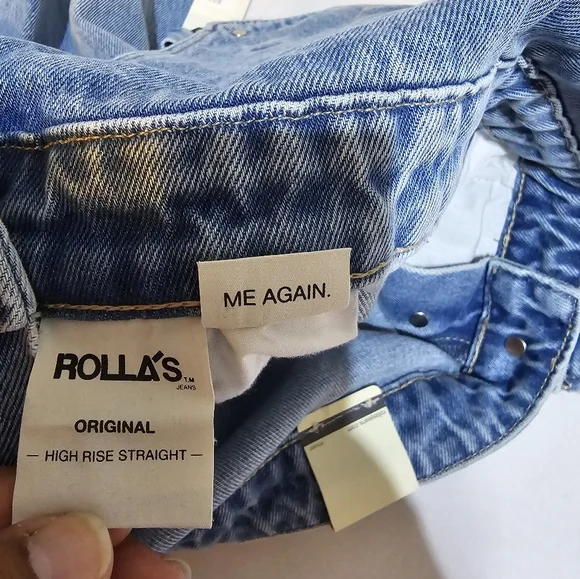 ME AGAIN.
ROLLA'S T.M
JEANS
ORIGINAL
— HIGH RISE STRAIGHT —